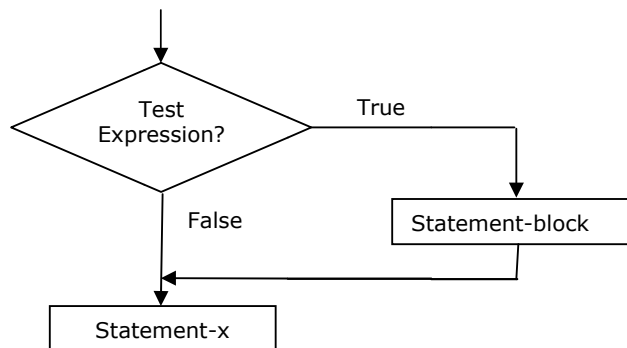 Test
Expression?
True
False
Statement-block
Statement-x